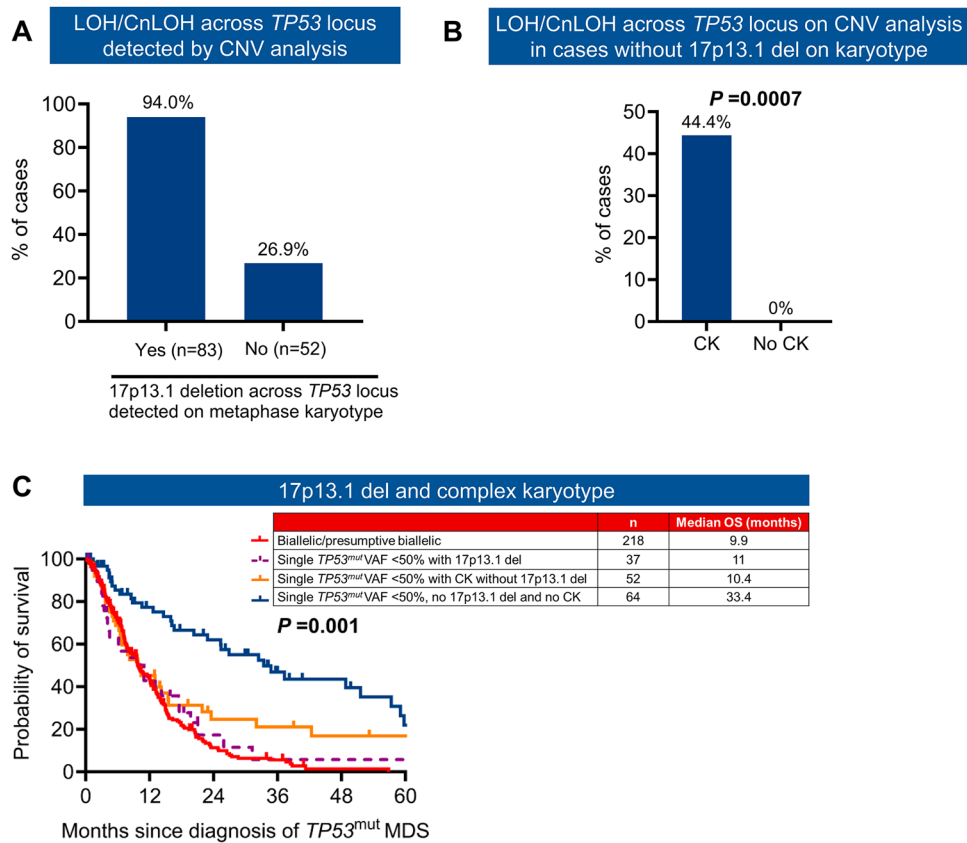 A
LOH/CnLOH across TP53 locus
detected by CNV analysis
% of cases
100
80
60
40
20
0
94.0%
26.9%
Yes (n=83)
No (n=52)
17p13.1 deletion across TP53 locus
detected on metaphase karyotype
B
LOH/CnLOH across TP53 locus on CNV analysis
in cases without 17p13.1 del on karyotype
P =0.0007
% of cases
50
40
30
20
10
0
44.4%
0%
CK
No CK
C
17p13.1 del and complex karyotype
n Median OS (months)
Biallelic/presumptive biallelic 218 9.9
Single TP53mut VAF <50% with 17p13.1 del 37 11
Single TP53mut VAF <50% with CK without 17p13.1 del 52 10.4
Single TP53mut VAF <50%, no 17p13.1 del and no CK 64 33.4
P =0.001
Probability of survival
100
80
60
40
20
0
0 12 24 36 48 60
Months since diagnosis of TP53mut MDS